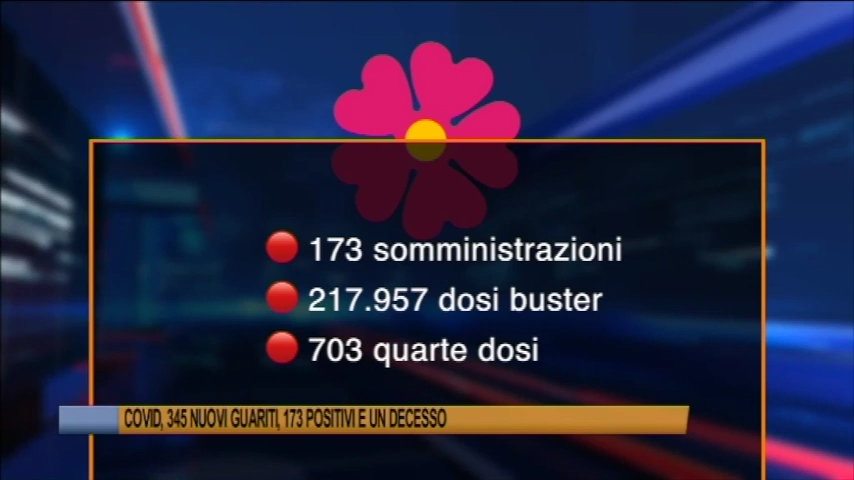 173 somministrazioni
217.957 dosi buster
703 quarte dosi
COVID, 345 NUOVI GUARITI, 173 POSITIVI E UN DECESSO